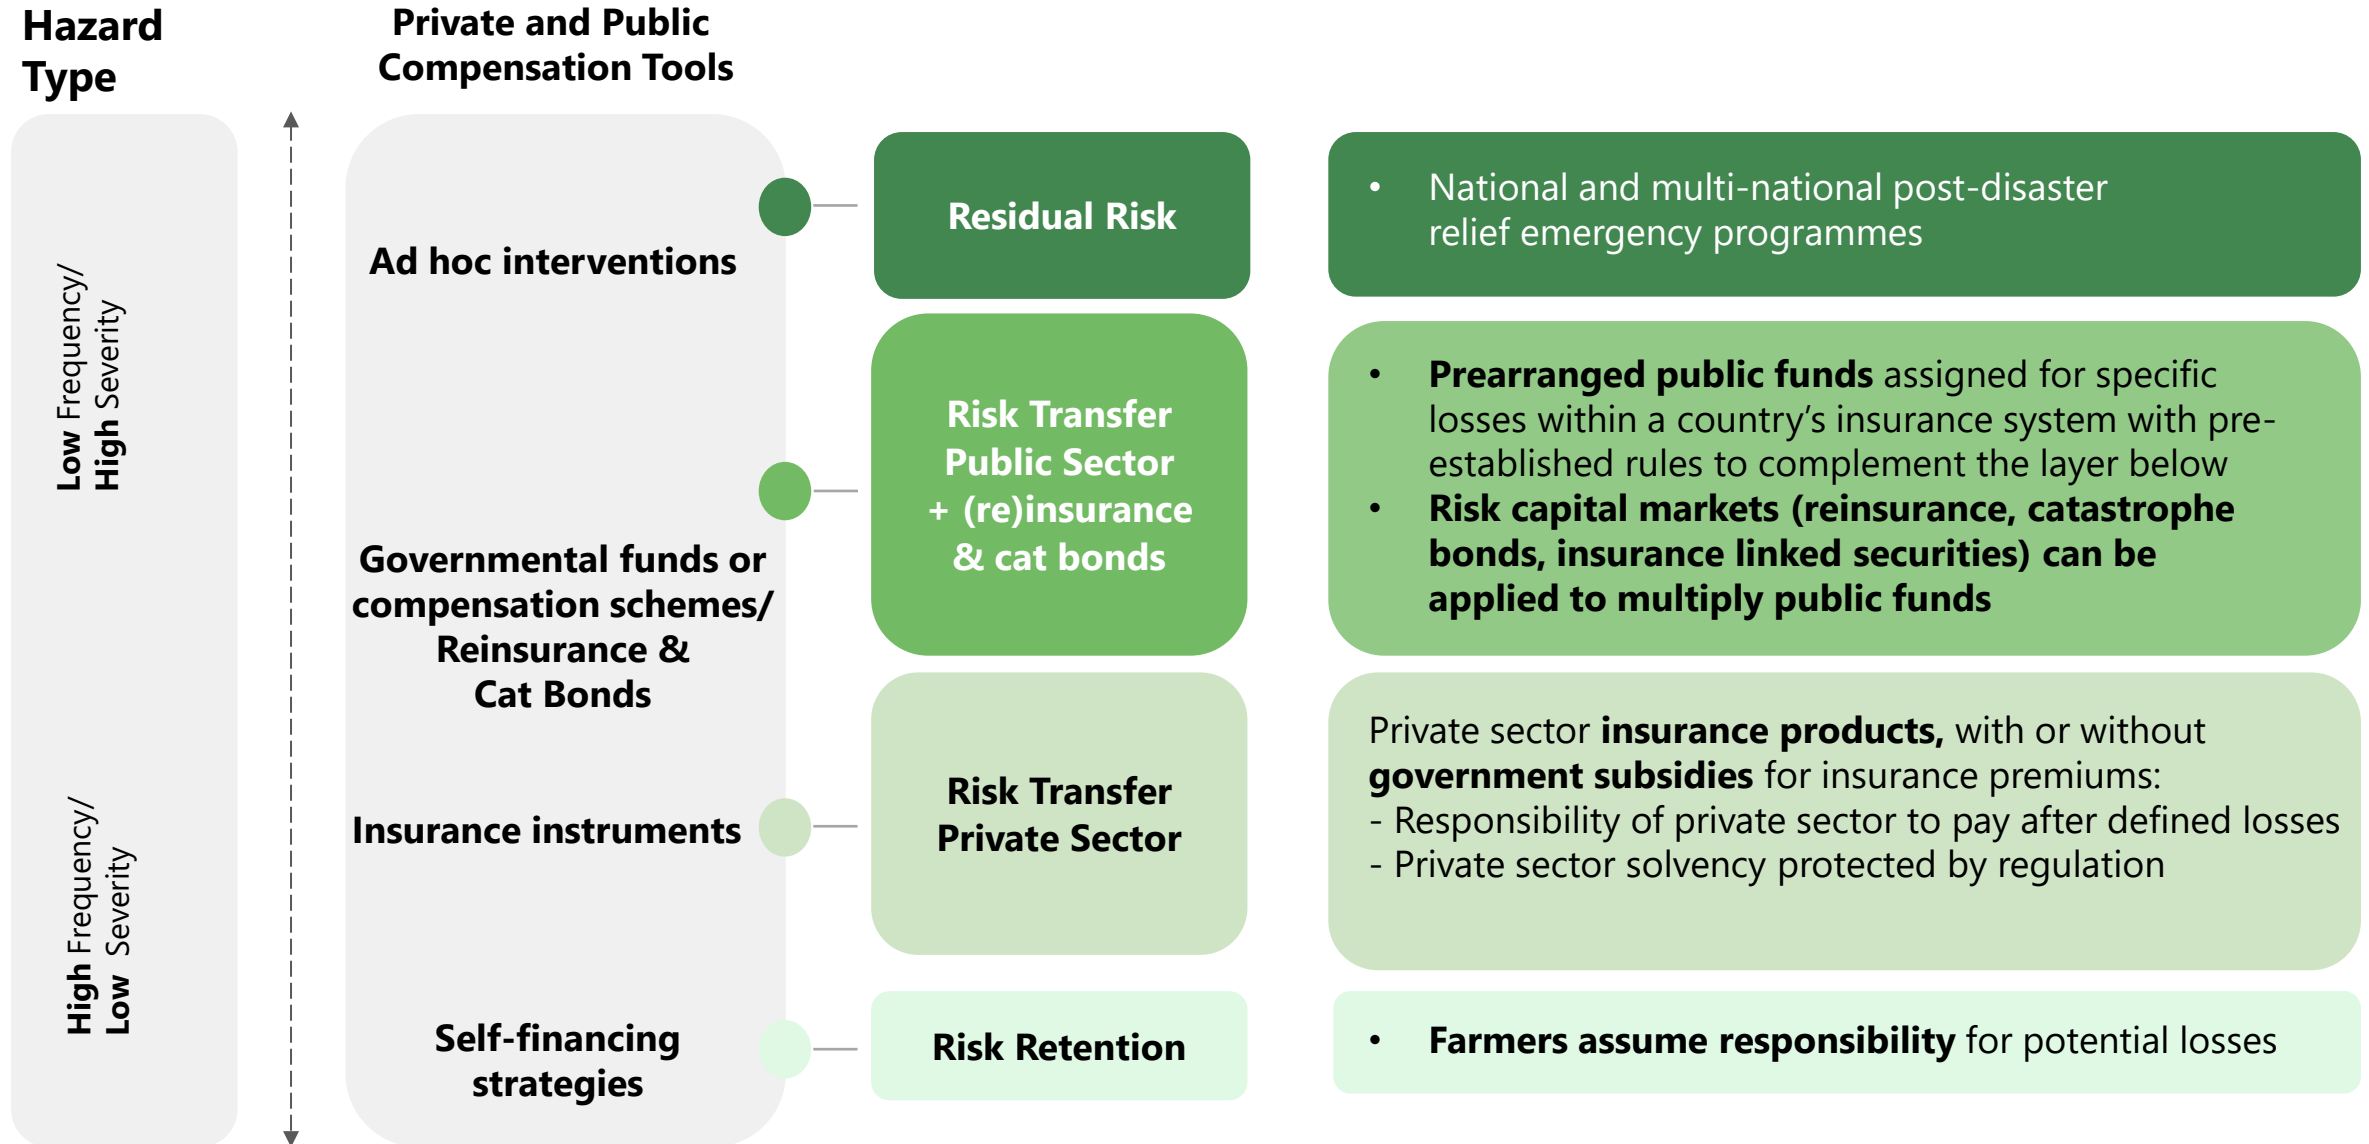 Hazard
Type
Private and Public
Compensation Tools
Low Frequency/
High Severity
High Frequency/
Low Severity
Ad hoc interventions
Governmental funds or
compensation schemes/
Reinsurance &
Cat Bonds
Insurance instruments
Self-financing
strategies
Residual Risk
• National and multi-national post-disaster
relief emergency programmes
Risk Transfer
Public Sector
+ (re)insurance
& cat bonds
• Prearranged public funds assigned for specific
losses within a country’s insurance system with pre-
established rules to complement the layer below
• Risk capital markets (reinsurance, catastrophe
bonds, insurance linked securities) can be
applied to multiply public funds
Risk Transfer
Private Sector
Private sector insurance products, with or without
government subsidies for insurance premiums:
- Responsibility of private sector to pay after defined losses
- Private sector solvency protected by regulation
Risk Retention
• Farmers assume responsibility for potential losses